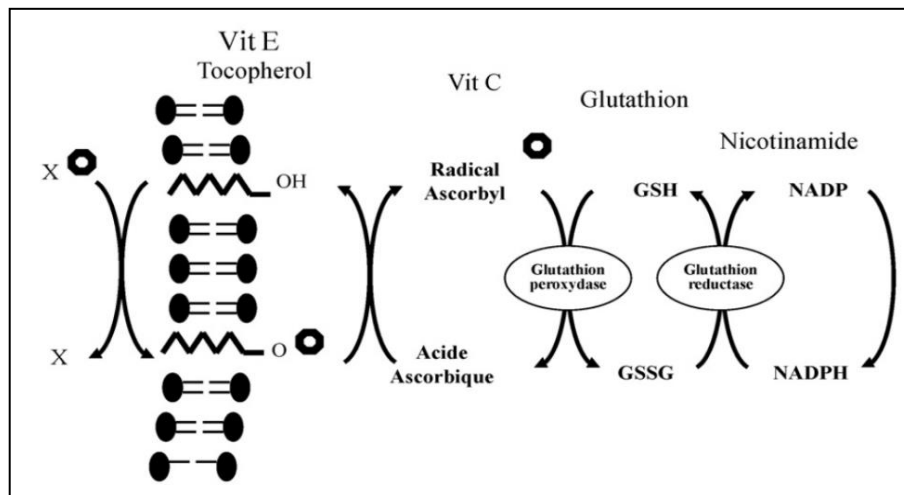 Vit E
Tocopherol
Vit C
Glutathion
Nicotinamide
X
OH
Radical
Ascorbyl
GSH
NADP
Glutathion
peroxydase
Glutathion
reductase
X
O
Acide
Ascorbique
GSSG
NADPH